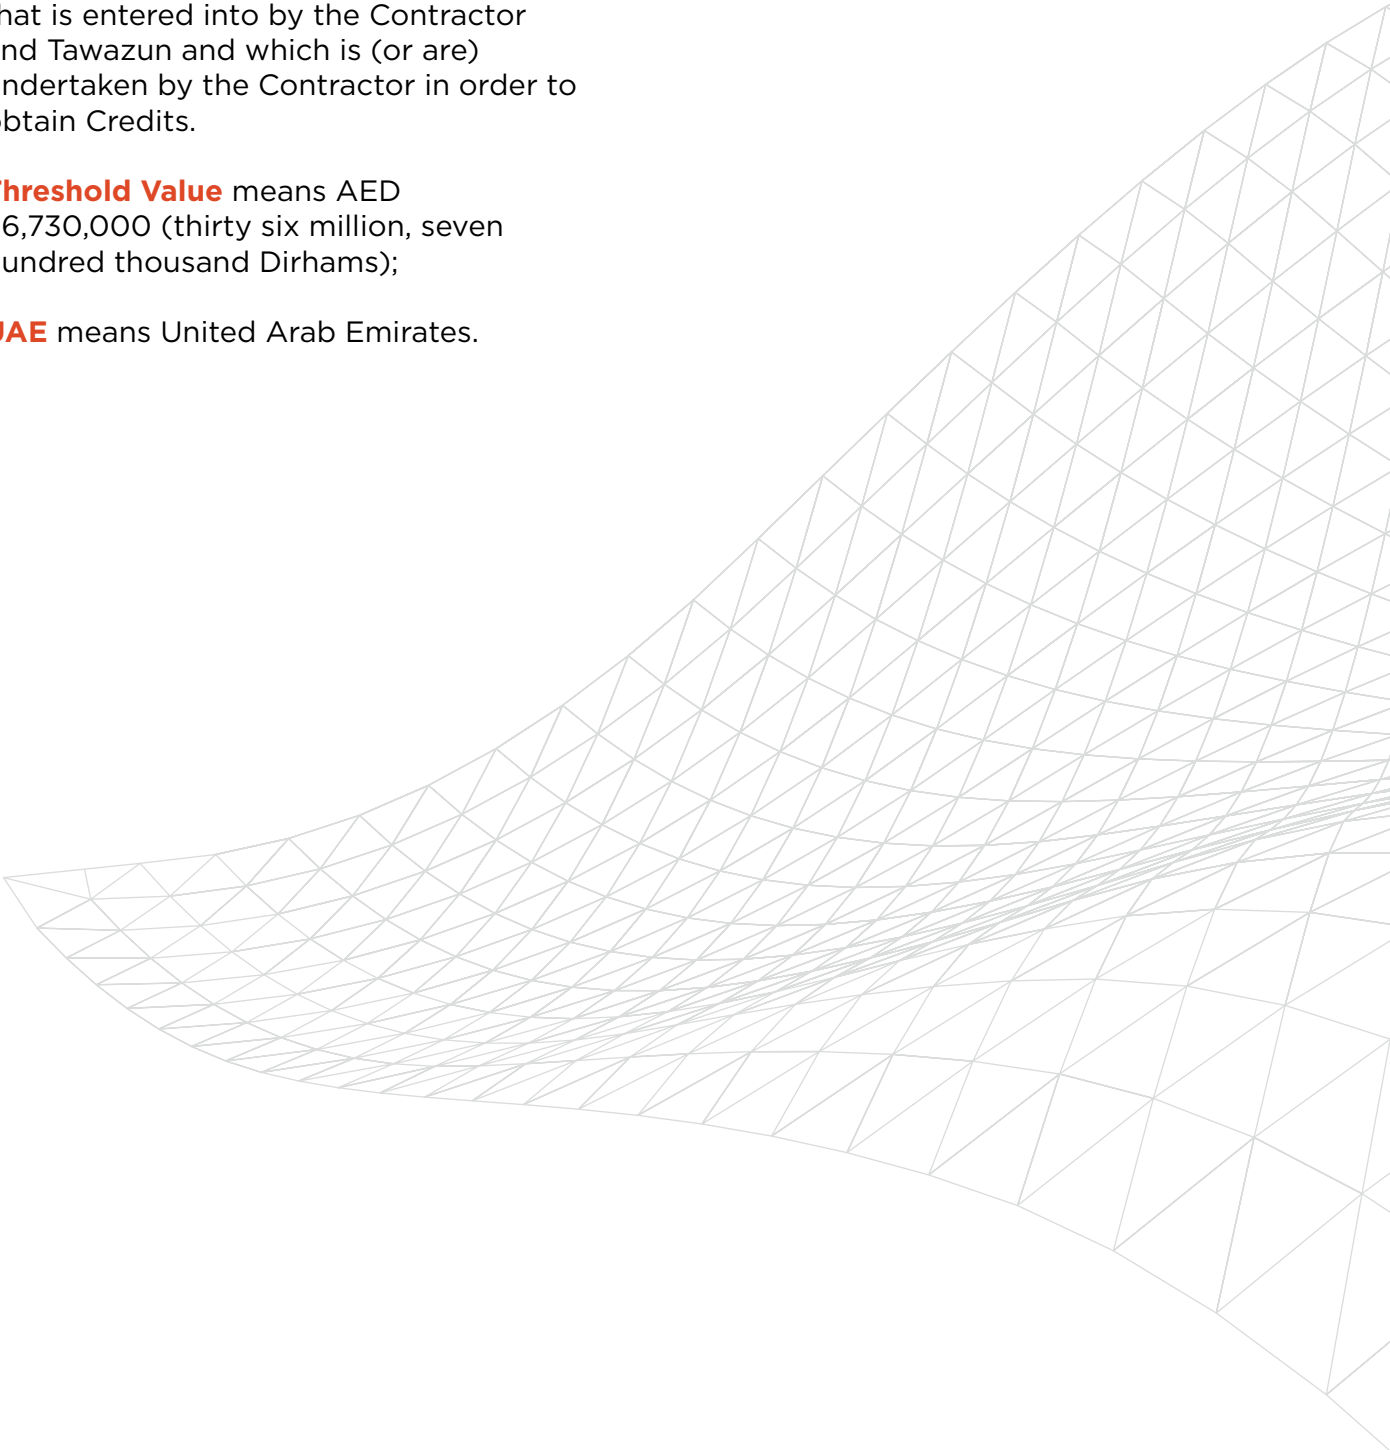 hat is entered into by the Contractor
nd Tawazun and which is (or are)
ndertaken by the Contractor in order to
btain Credits.
Threshold Value means AED
6,730,000 (thirty six million, seven
undred thousand Dirhams);
UAE means United Arab Emirates.